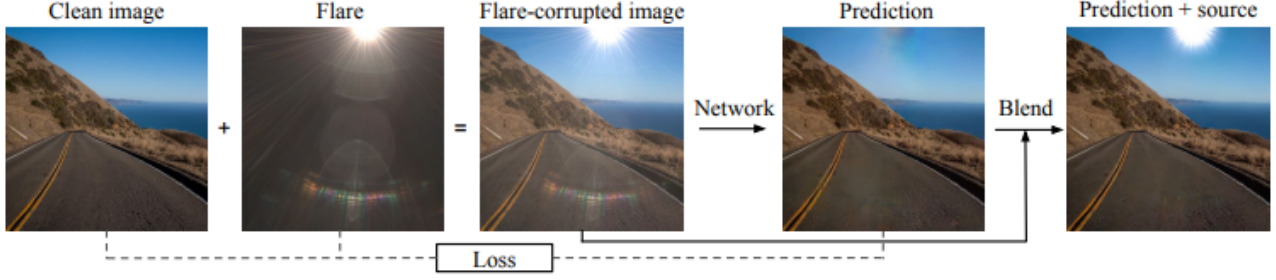 Clean image
Flare
Flare-corrupted image
Prediction
Prediction + source
+
=
Network
Blend
Loss